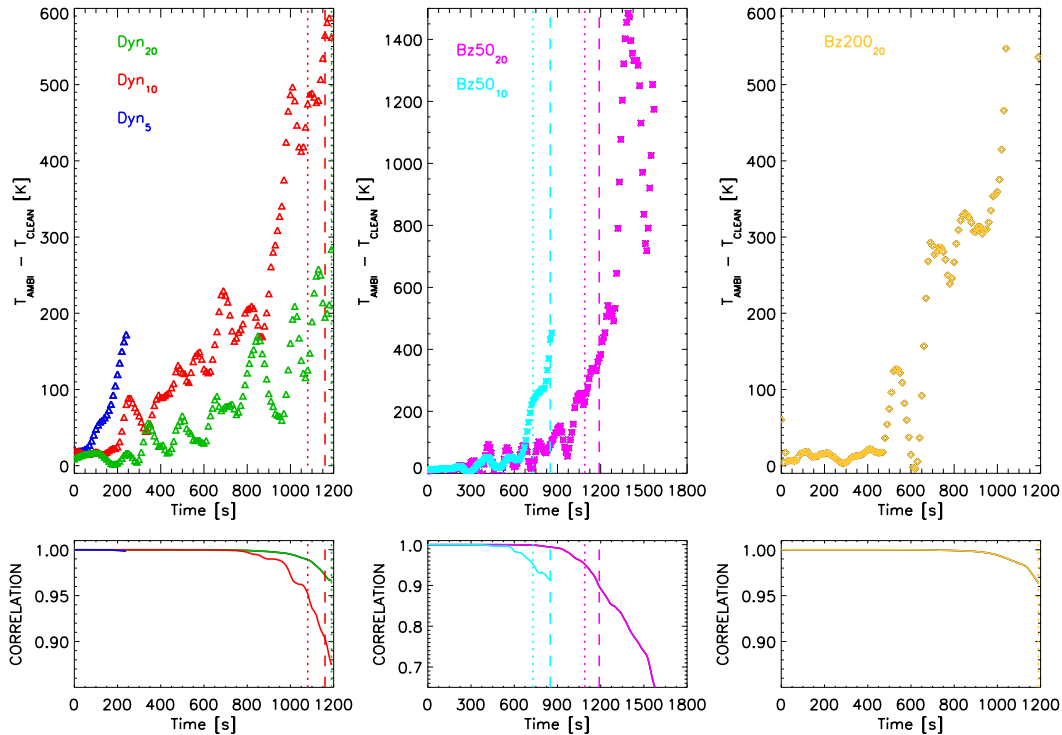 600
500
400
300
200
100
0
T_AMBI - T_CLEAN [K]
Dyn_20
Dyn_10
Dyn_5
0 200 400 600 800 1000 1200
Time [s]
1400
1200
1000
800
600
400
200
0
T_AMBI - T_CLEAN [K]
Bz50_20
Bz50_10
0 300 600 900 1200 1500 1800
Time [s]
600
500
400
300
200
100
0
T_AMBI - T_CLEAN [K]
Bz200_20
0 200 400 600 800 1000 1200
Time [s]
1.00
0.95
0.90
CORRELATION
0 200 400 600 800 1000 1200
Time [s]
1.0
0.9
0.8
0.7
CORRELATION
0 300 600 900 1200 1500 1800
Time [s]
1.00
0.95
0.90
CORRELATION
0 200 400 600 800 1000 1200
Time [s]